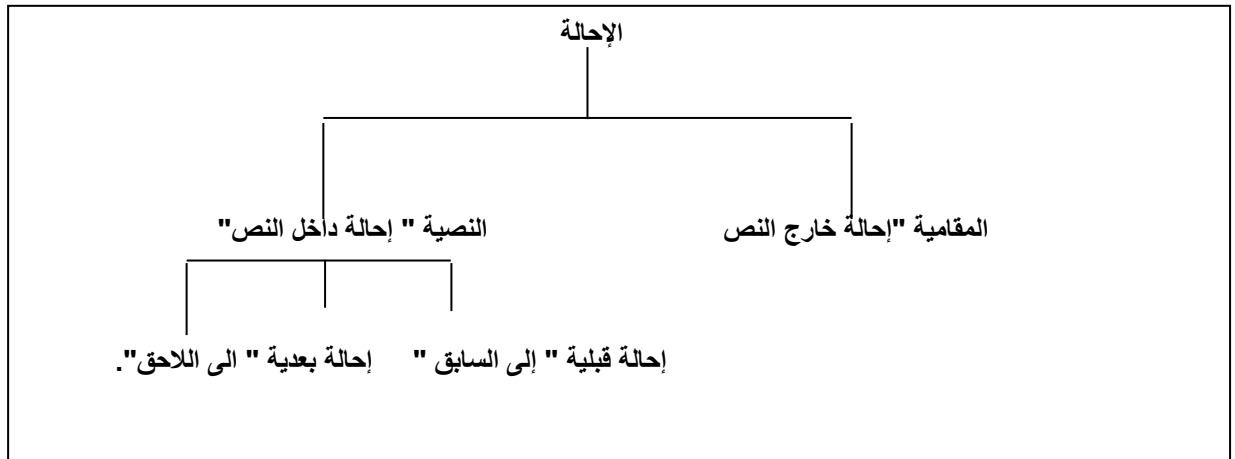 الإحالة
المقامية "إحالة خارج النص
النصية " إحالة داخل النص"
إحالة قبلية " إلى السابق "
إحالة بعدية " الى اللاحق".